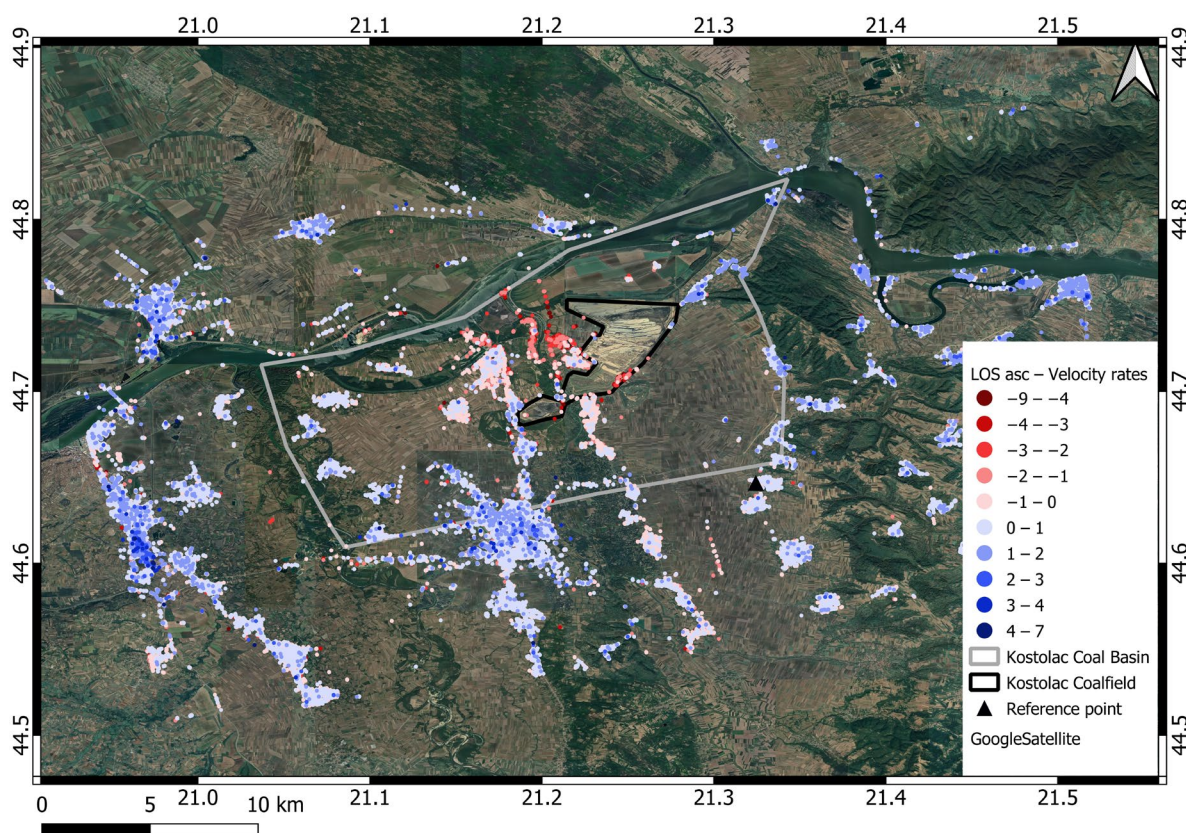 21.0 21.1 21.2 21.3 21.4 21.5
44.9 44.9
44.8 44.8
44.7 44.7
44.6 44.6
44.5 44.5
LOS asc – Velocity rates
−9 – −4
−4 – −3
−3 – −2
−2 – −1
−1 – 0
0 – 1
1 – 2
2 – 3
3 – 4
4 – 7
Kostolac Coal Basin
Kostolac Coalfield
Reference point
GoogleSatellite
21.0 21.1 21.2 21.3 21.4 21.5
0 5 10 km